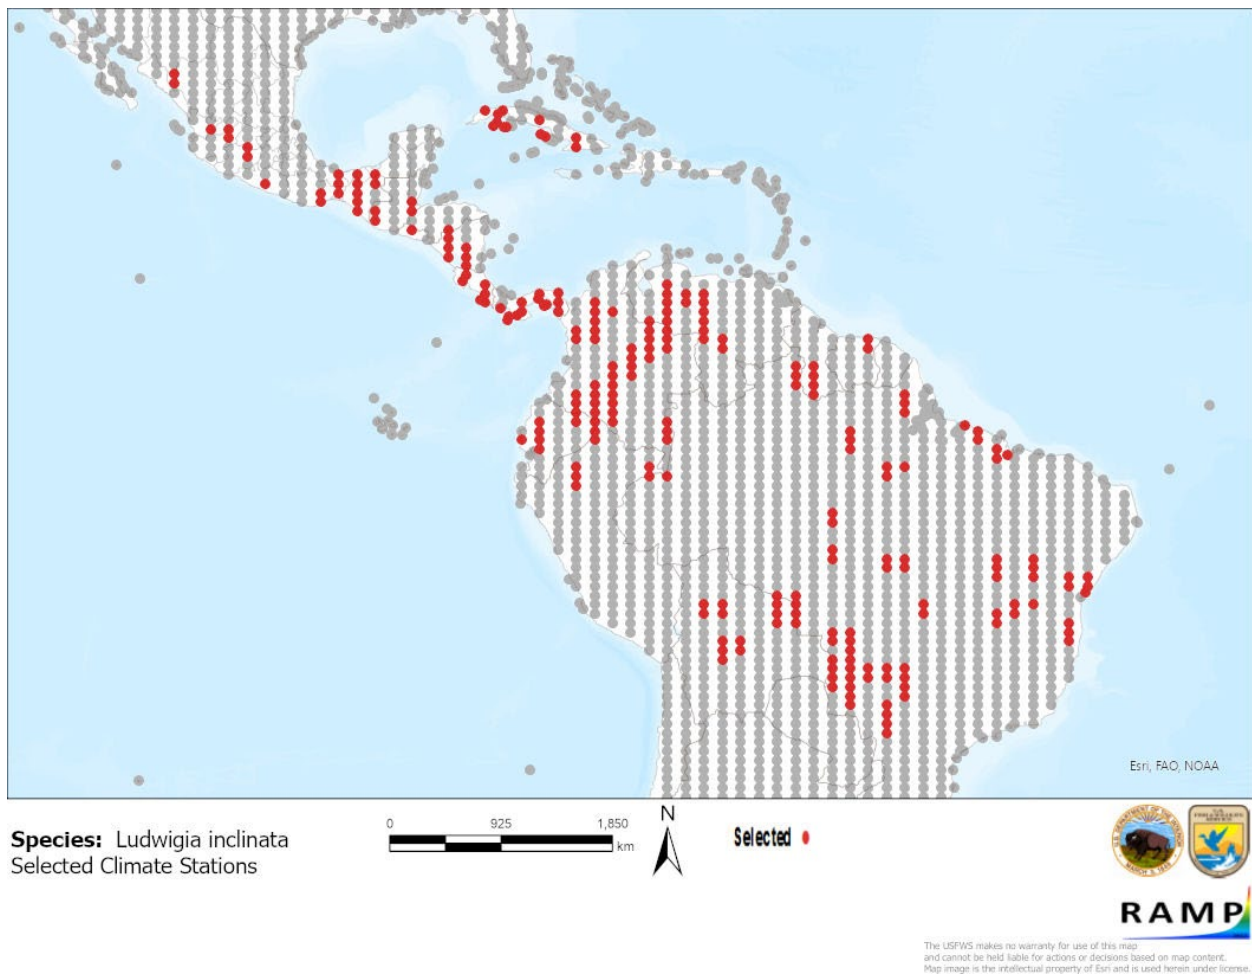 Esri, FAO, NOAA
Species: Ludwigia inclinata
Selected Climate Stations
0 925 1,850
km
N
Selected
RAMP
The USFWS makes no warranty for use of this map
and cannot be held liable for actions or decisions based on map content.
Map image is the intellectual property of Esri and is used herein under license.